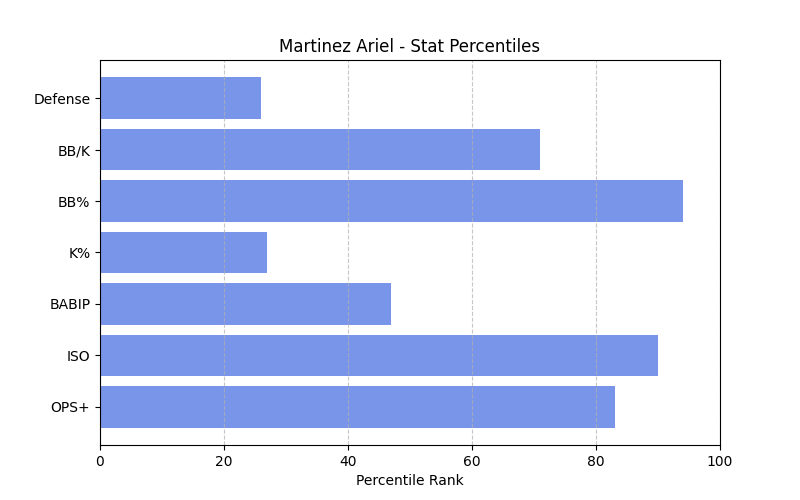 Martinez Ariel - Stat Percentiles
Defense
BB/K
BB%
K%
BABIP
ISO
OPS+
0 20 40 60 80 100
Percentile Rank